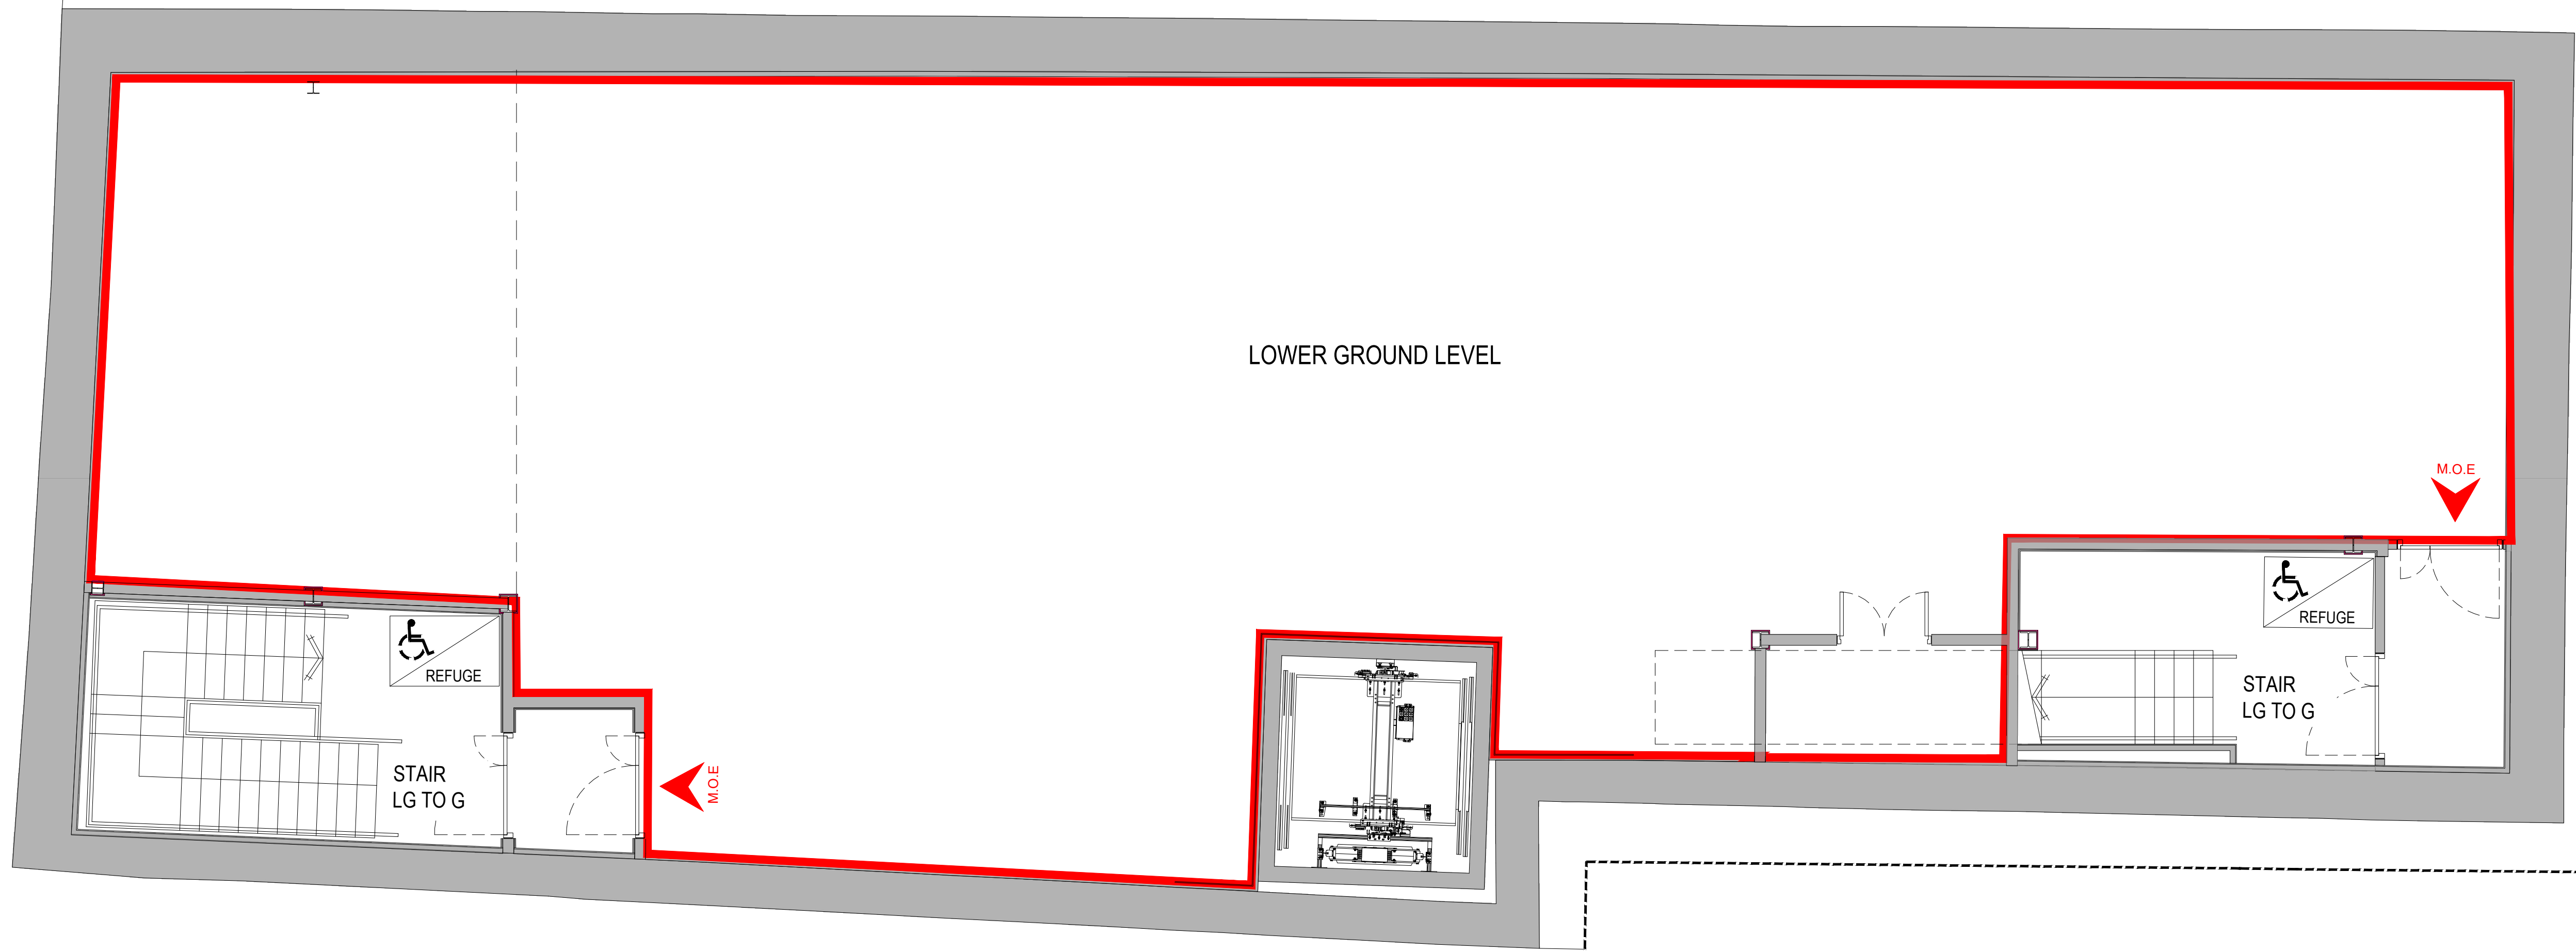 LOWER GROUND LEVEL
M.O.E
REFUGE
STAIR
LG TO G
REFUGE
STAIR
LG TO G
M.O.E